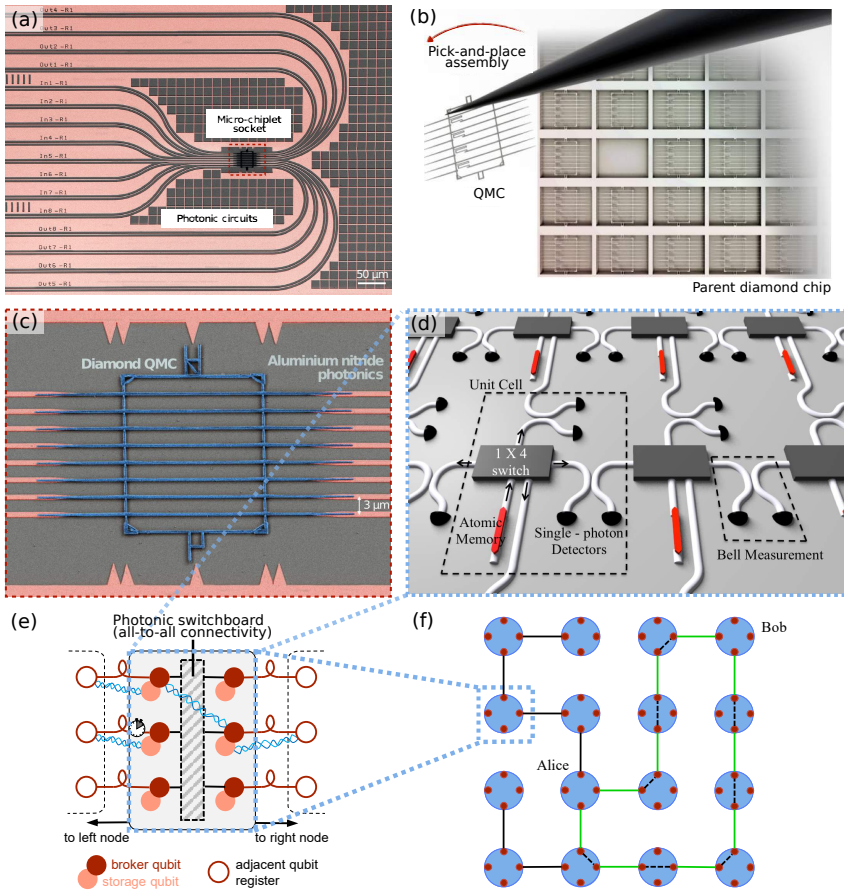 (a)
Out4-R1
Out3-R1
Out2-R1
Out1-R1
In1-R1
In2-R1
In3-R1
In4-R1
In5-R1
In6-R1
In7-R1
In8-R1
Out8-R1
Out7-R1
Out6-R1
Out5-R1
Micro-chiplet
socket
Photonic circuits
50 μm
(b)
Pick-and-place
assembly
QMC
Parent diamond chip
(c)
Diamond QMC
Aluminium nitride
photonics
3 μm
(d)
Unit Cell
1 X 4
switch
Atomic
Memory
Single - photon
Detectors
Bell Measurement
(e)
Photonic switchboard
(all-to-all connectivity)
to left node
to right node
broker qubit
storage qubit
adjacent qubit
register
(f)
Bob
Alice